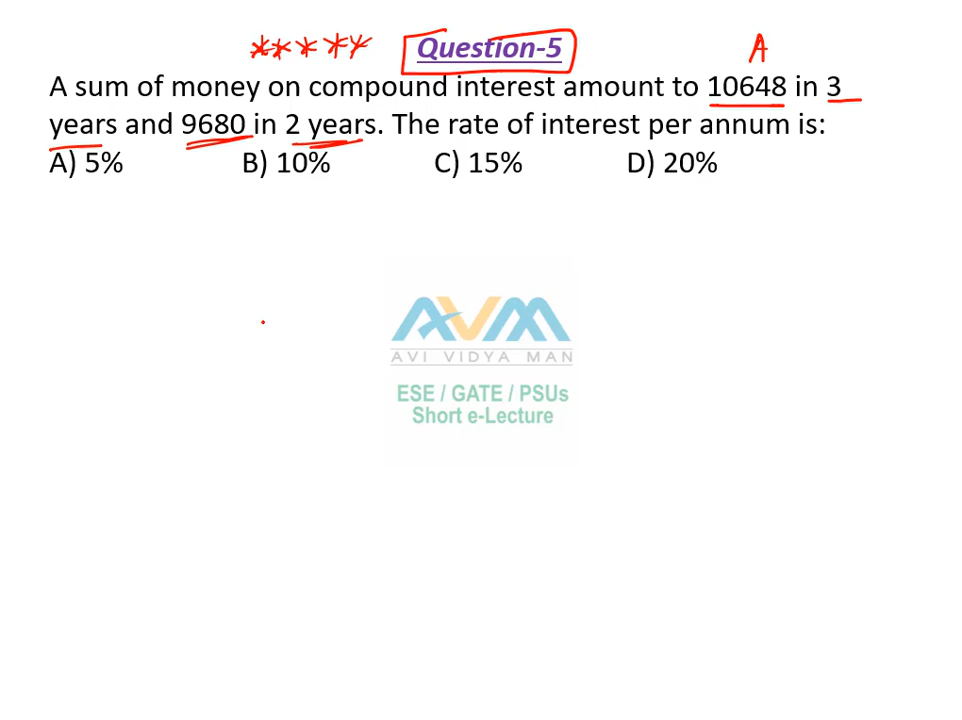 ***** Question-5 A
A sum of money on compound interest amount to 10648 in 3
years and 9680 in 2 years. The rate of interest per annum is:
A) 5% B) 10% C) 15% D) 20%
AVM
AVI VIDYA MAN
ESE / GATE / PSUs
Short e-Lecture